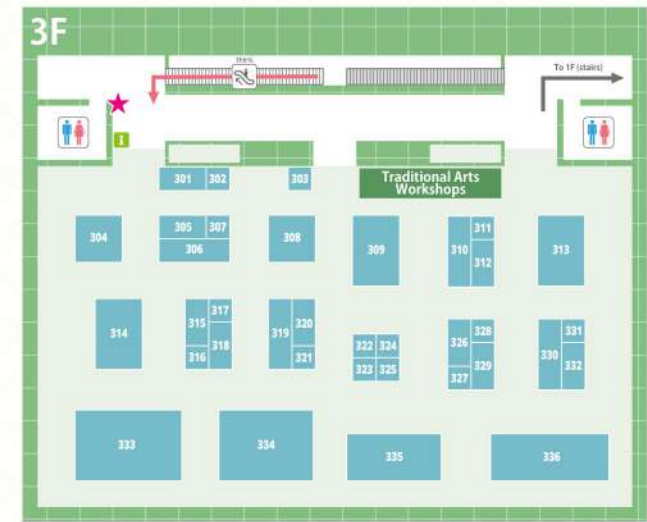 3F
To 1F (stairs)
i
301 302 303
Traditional Arts
Workshops
304 305 307 308 309 310 311 313
306 312
314 315 317 319 320
316 318 321
322 324 326 328 330 331
323 325 327 329 332
333 334 335 336